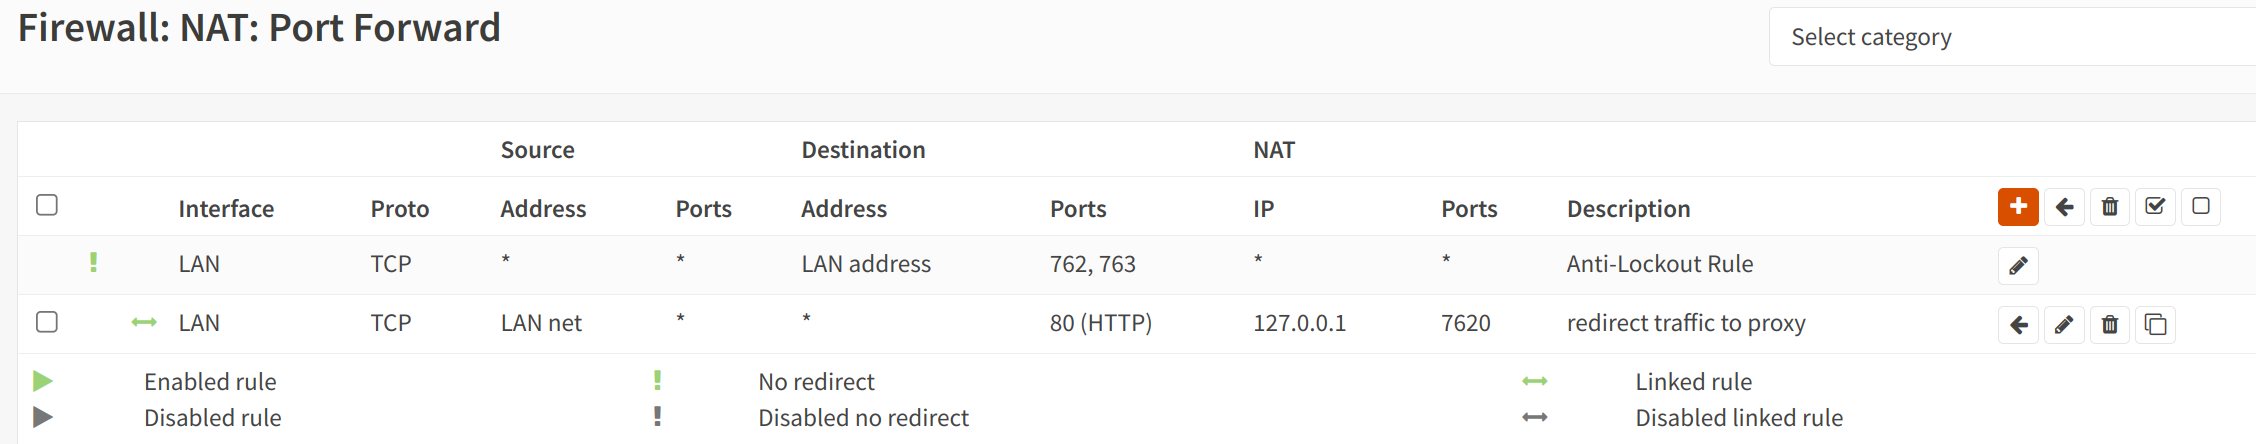 Firewall: NAT: Port Forward
Select category
Source Destination NAT
Interface Proto Address Ports Address Ports IP Ports Description
! LAN TCP * * LAN address 762, 763 * * Anti-Lockout Rule
LAN TCP LAN net * * 80 (HTTP) 127.0.0.1 7620 redirect traffic to proxy
Enabled rule ! No redirect Linked rule
Disabled rule ! Disabled no redirect Disabled linked rule